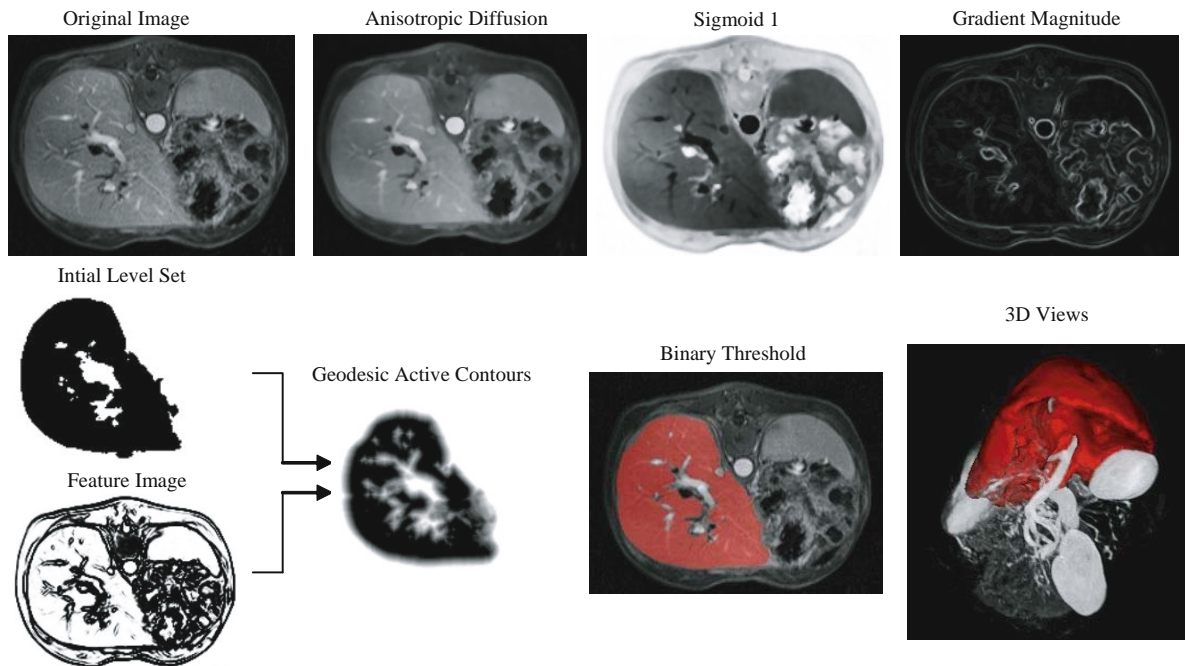 Original Image
Anisotropic Diffusion
Sigmoid 1
Gradient Magnitude
Intial Level Set
3D Views
Binary Threshold
Geodesic Active Contours
Feature Image